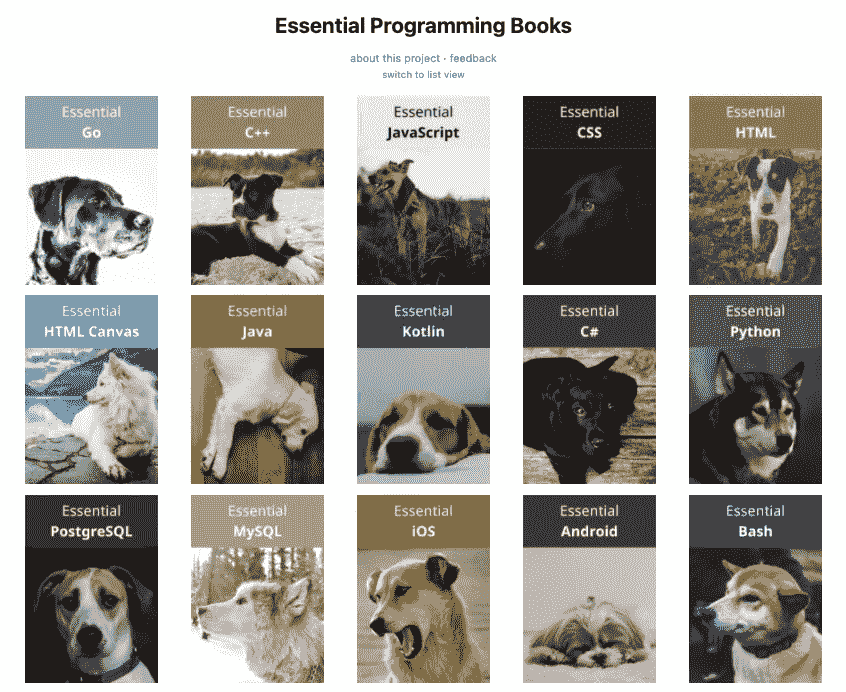 Essential Programming Books
about this project · feedback
switch to list view
Essential
Go
Essential
C++
Essential
JavaScript
Essential
CSS
Essential
HTML
Essential
HTML Canvas
Essential
Java
Essential
Kotlin
Essential
C#
Essential
Python
Essential
PostgreSQL
Essential
MySQL
Essential
iOS
Essential
Android
Essential
Bash